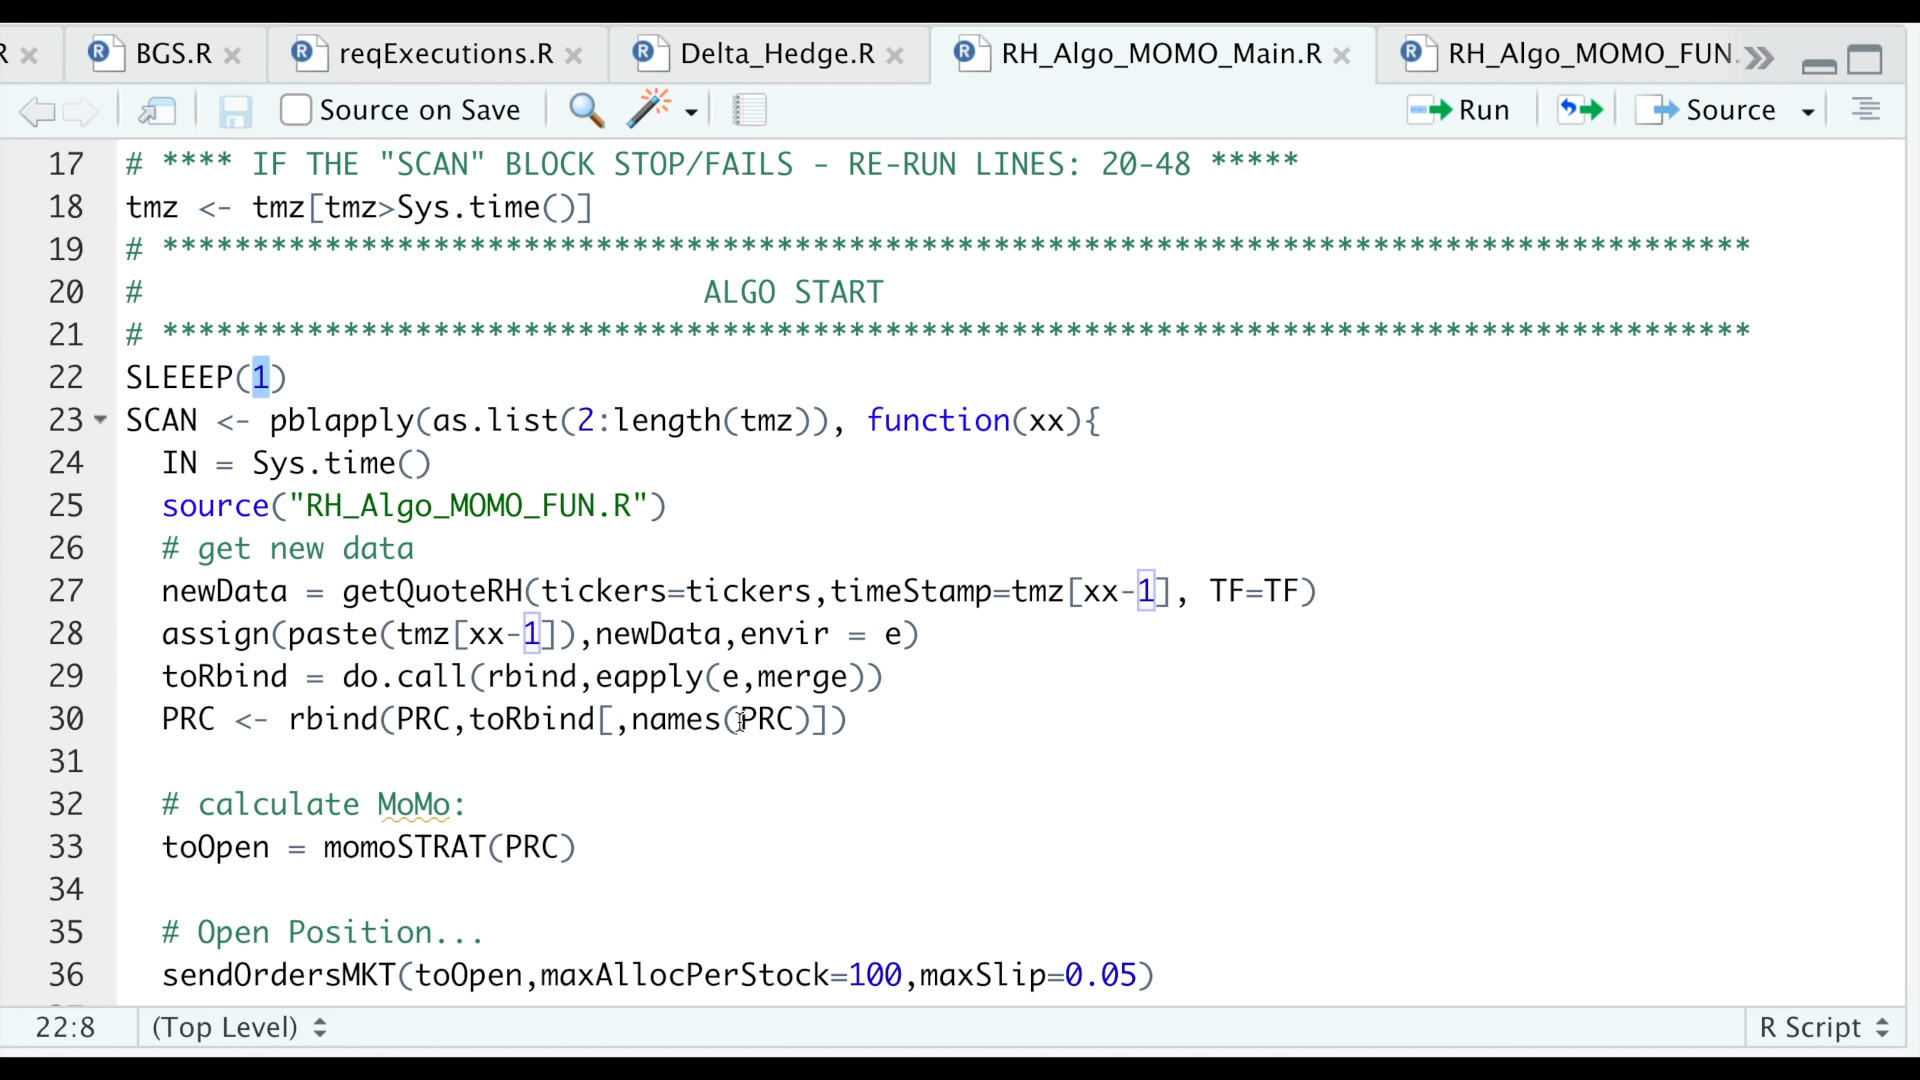 R
BGS.R
reqExecutions.R
Delta_Hedge.R
RH_Algo_MOMO_Main.R
RH_Algo_MOMO_FUN.
Source on Save
Run
Source
17 # **** IF THE "SCAN" BLOCK STOP/FAILS - RE-RUN LINES: 20-48 *****
18 tmz <- tmz[tmz>Sys.time()]
19 # ****************************************************************************************
20 # ALGO START
21 # ****************************************************************************************
22 SLEEEP(1)
23 SCAN <- pblapply(as.list(2:length(tmz)), function(xx){
24 IN = Sys.time()
25 source("RH_Algo_MOMO_FUN.R")
26 # get new data
27 newData = getQuoteRH(tickers=tickers,timeStamp=tmz[xx-1], TF=TF)
28 assign(paste(tmz[xx-1]),newData,envir = e)
29 toRbind = do.call(rbind,eapply(e,merge))
30 PRC <- rbind(PRC,toRbind[,names(PRC)])
31
32 # calculate MoMo:
33 toOpen = momoSTRAT(PRC)
34
35 # Open Position...
36 sendOrdersMKT(toOpen,maxAllocPerStock=100,maxSlip=0.05)
22:8 (Top Level) R Script